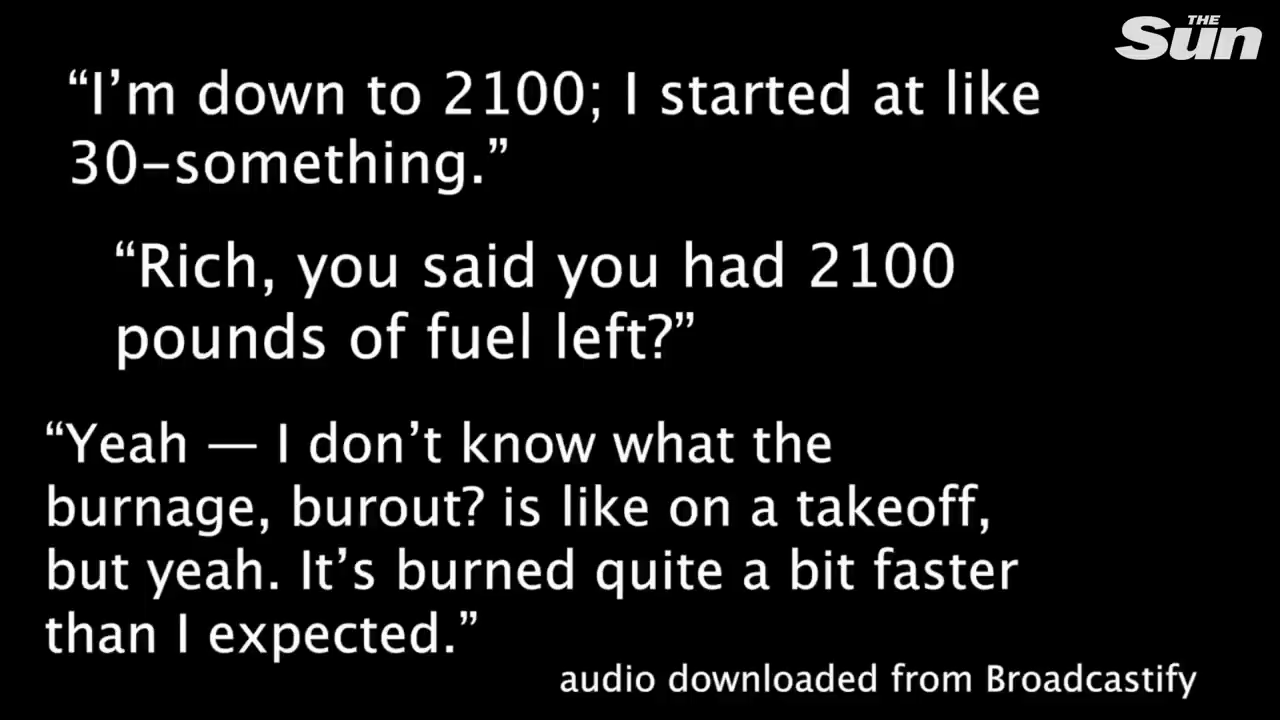 THE
Sun
“I’m down to 2100; I started at like
30–something.”
“Rich, you said you had 2100
pounds of fuel left?”
“Yeah — I don’t know what the
burnage, burout? is like on a takeoff,
but yeah. It’s burned quite a bit faster
than I expected.”
audio downloaded from Broadcastify